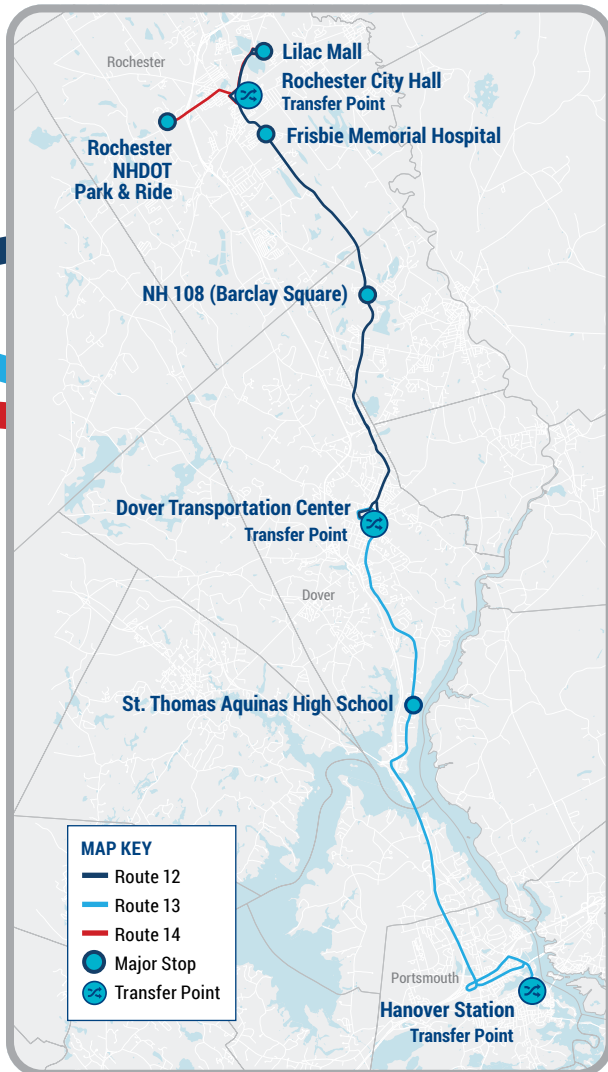 Rochester
Lilac Mall
Rochester City Hall
Transfer Point
Frisbie Memorial Hospital
Rochester
NHDOT
Park & Ride
NH 108 (Barclay Square)
Dover Transportation Center
Transfer Point
Dover
St. Thomas Aquinas High School
MAP KEY
Route 12
Route 13
Route 14
Major Stop
Transfer Point
Portsmouth
Hanover Station
Transfer Point